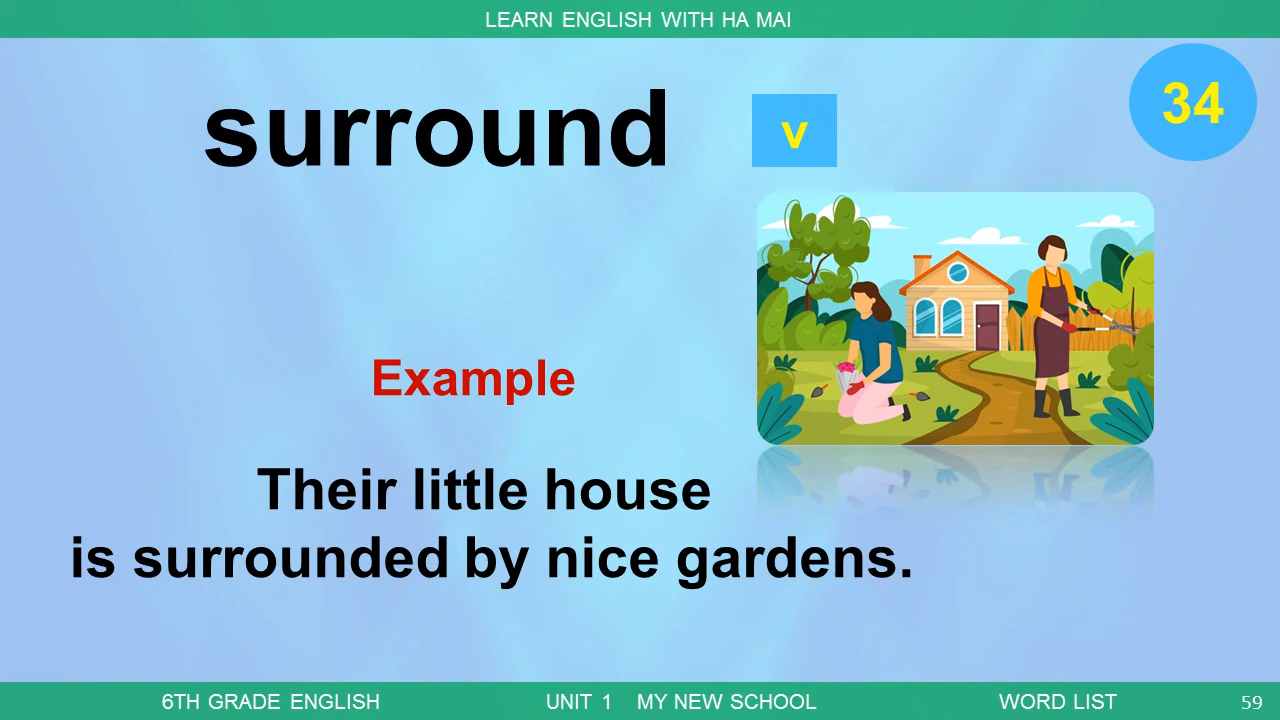 LEARN ENGLISH WITH HA MAI
surround
v
34
Example
Their little house
is surrounded by nice gardens.
6TH GRADE ENGLISH
UNIT 1 MY NEW SCHOOL
WORD LIST
59